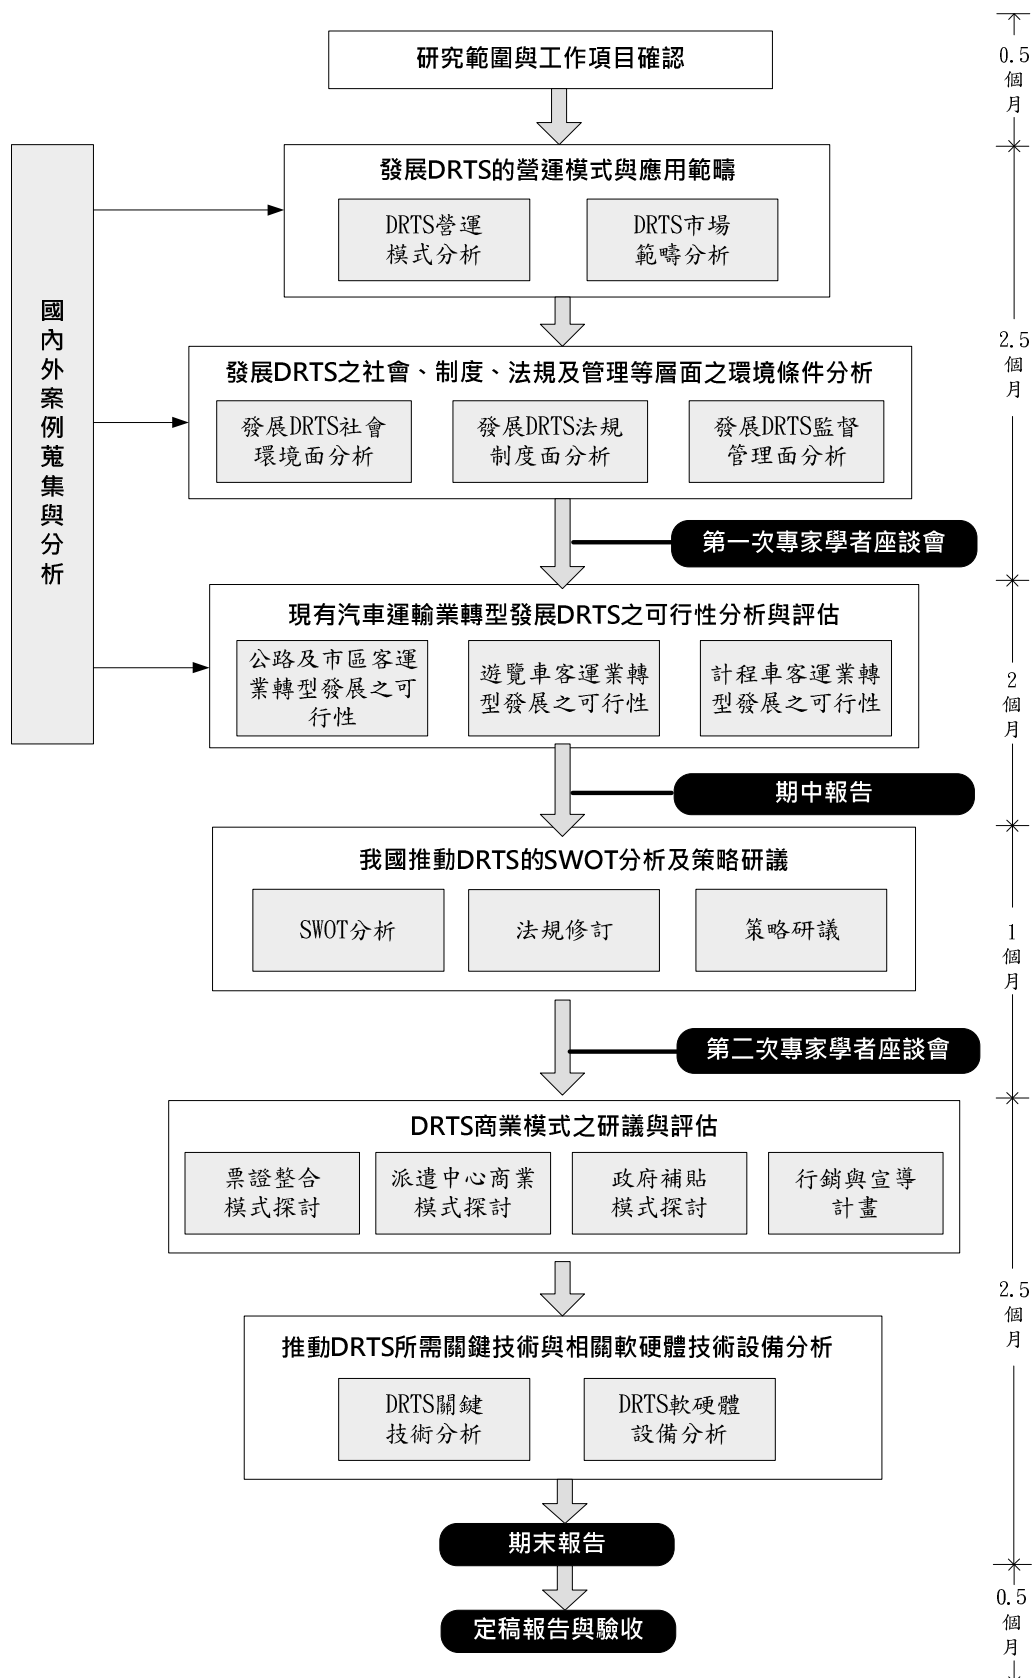 研究範圍與工作項目確認
0.5
個
月
國
內
外
案
例
蒐
集
與
分
析
發展DRTS的營運模式與應用範疇
DRTS營運
模式分析
DRTS市場
範疇分析
發展DRTS之社會、制度、法規及管理等層面之環境條件分析
發展DRTS社會
環境面分析
發展DRTS法規
制度面分析
發展DRTS監督
管理面分析
2.5
個
月
第一次專家學者座談會
現有汽車運輸業轉型發展DRTS之可行性分析與評估
公路及市區客運
業轉型發展之可
行性
遊覽車客運業轉
型發展之可行性
計程車客運業轉
型發展之可行性
2
個
月
期中報告
我國推動DRTS的SWOT分析及策略研議
SWOT分析
法規修訂
策略研議
1
個
月
第二次專家學者座談會
DRTS商業模式之研議與評估
票證整合
模式探討
派遣中心商業
模式探討
政府補貼
模式探討
行銷與宣導
計畫
2.5
個
月
推動DRTS所需關鍵技術與相關軟硬體技術設備分析
DRTS關鍵
技術分析
DRTS軟硬體
設備分析
期末報告
定稿報告與驗收
0.5
個
月